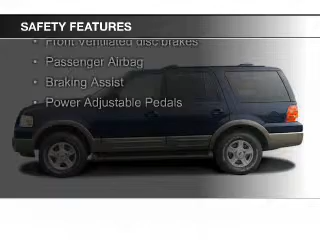 SAFETY FEATURES
• Front Ventilated disc brakes
• Passenger Airbag
• Braking Assist
• Power Adjustable Pedals